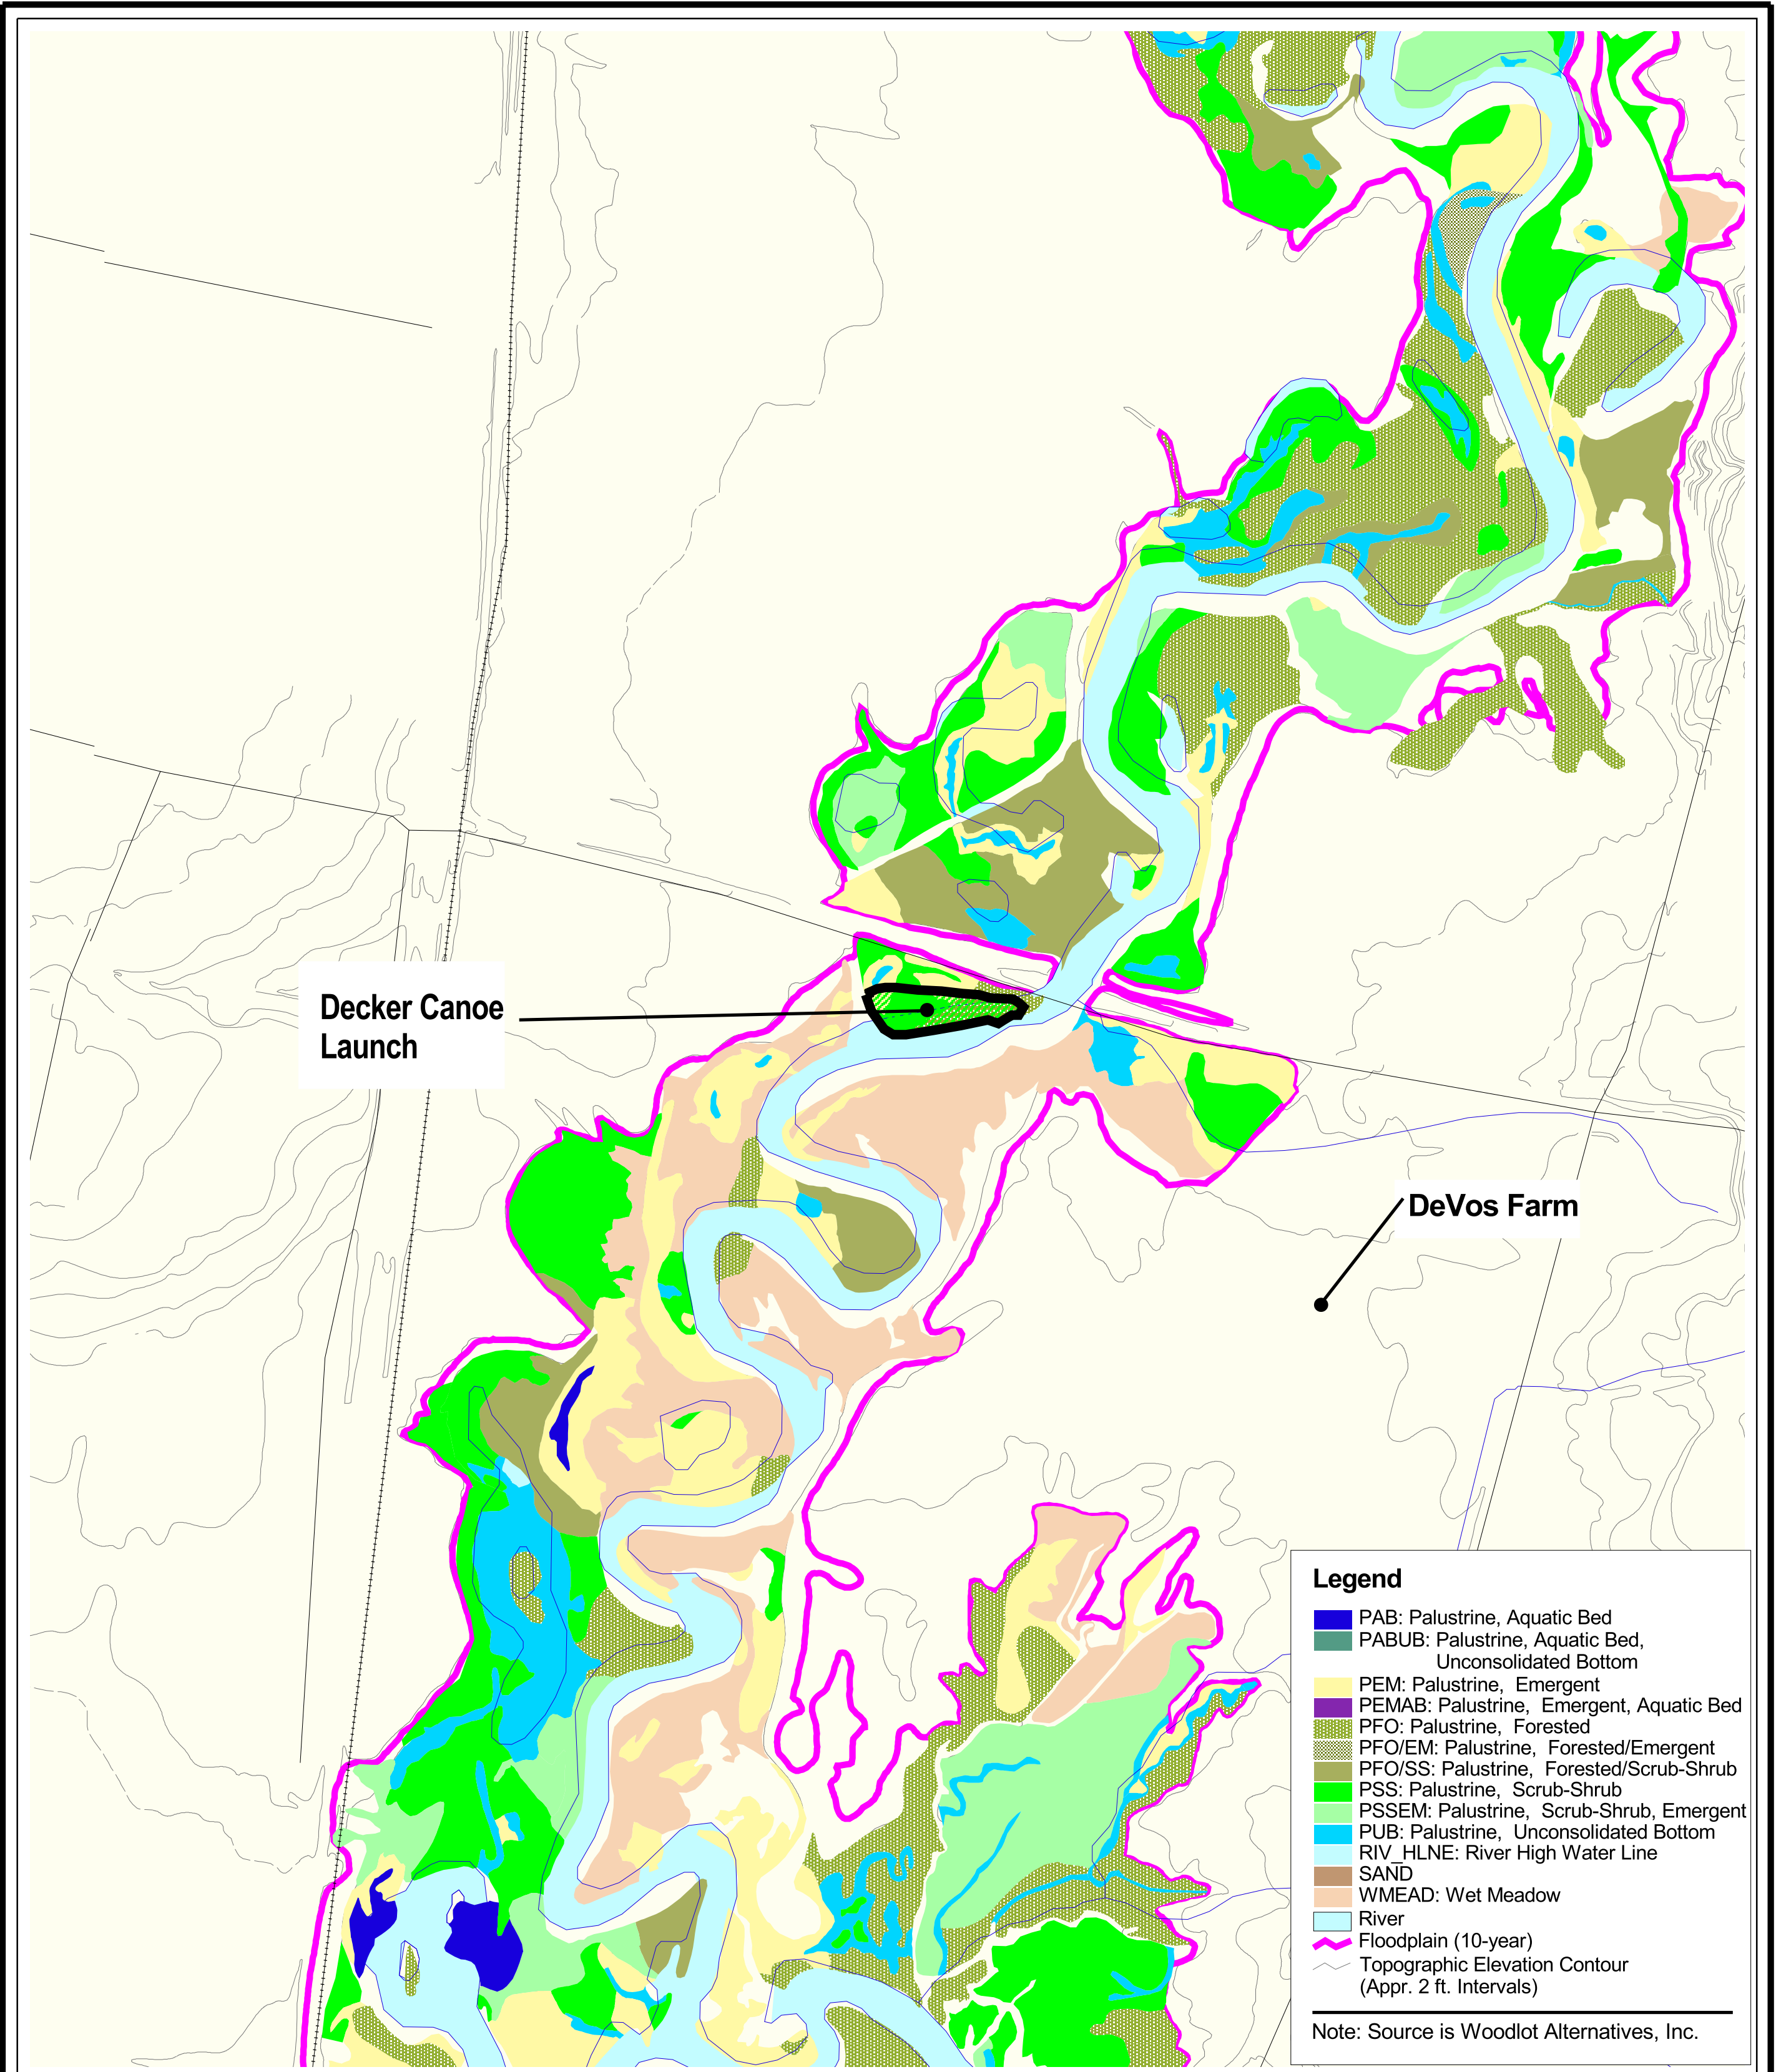 Decker Canoe
Launch
DeVos Farm
Legend
PAB: Palustrine, Aquatic Bed
PABUB: Palustrine, Aquatic Bed,
Unconsolidated Bottom
PEM: Palustrine, Emergent
PEMAB: Palustrine, Emergent, Aquatic Bed
PFO: Palustrine, Forested
PFO/EM: Palustrine, Forested/Emergent
PFO/SS: Palustrine, Forested/Scrub-Shrub
PSS: Palustrine, Scrub-Shrub
PSSEM: Palustrine, Scrub-Shrub, Emergent
PUB: Palustrine, Unconsolidated Bottom
RIV_HLNE: River High Water Line
SAND
WMEAD: Wet Meadow
River
Floodplain (10-year)
Topographic Elevation Contour
(Appr. 2 ft. Intervals)
Note: Source is Woodlot Alternatives, Inc.